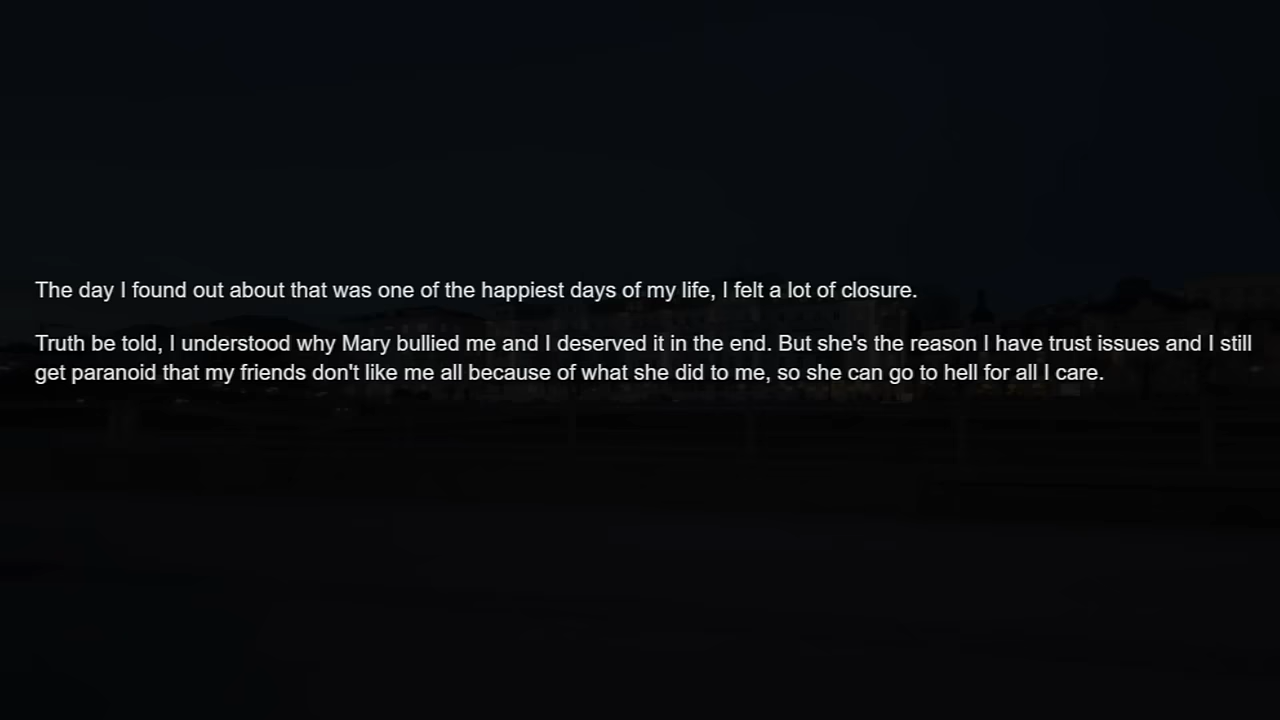 The day I found out about that was one of the happiest days of my life, I felt a lot of closure.
Truth be told, I understood why Mary bullied me and I deserved it in the end. But she's the reason I have trust issues and I still
get paranoid that my friends don't like me all because of what she did to me, so she can go to hell for all I care.